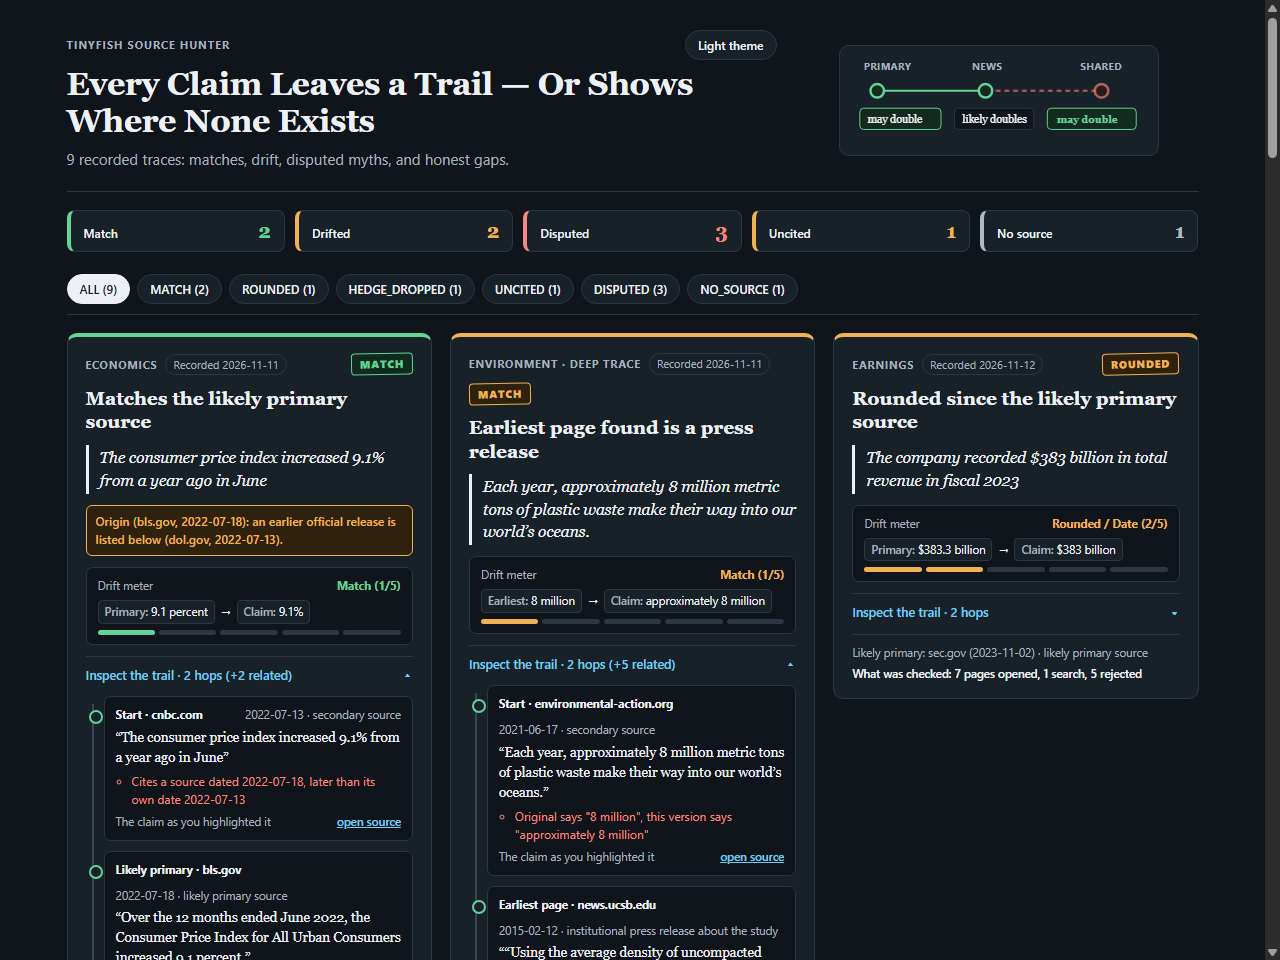 TINYFISH SOURCE HUNTER
Light theme
Every Claim Leaves a Trail — Or Shows
Where None Exists
9 recorded traces: matches, drift, disputed myths, and honest gaps.
PRIMARY NEWS SHARED
may double likely doubles may double
Match 2
Drifted 2
Disputed 3
Uncited 1
No source 1
ALL (9) MATCH (2) ROUNDED (1) HEDGE_DROPPED (1) UNCITED (1) DISPUTED (3) NO_SOURCE (1)
ECONOMICS Recorded 2026-11-11 MATCH
Matches the likely primary
source
The consumer price index increased 9.1%
from a year ago in June
Origin (bls.gov, 2022-07-18): an earlier official release is
listed below (dol.gov, 2022-07-13).
Drift meter Match (1/5)
Primary: 9.1 percent → Claim: 9.1%
Inspect the trail · 2 hops (+2 related)
Start · cnbc.com 2022-07-13 · secondary source
“The consumer price index increased 9.1% from
a year ago in June”
Cites a source dated 2022-07-18, later than its
own date 2022-07-13
The claim as you highlighted it open source
Likely primary · bls.gov
2022-07-18 · likely primary source
“Over the 12 months ended June 2022, the
Consumer Price Index for All Urban Consumers
increased 9.1 percent.”
ENVIRONMENT · DEEP TRACE Recorded 2026-11-11
MATCH
Earliest page found is a press
release
Each year, approximately 8 million metric
tons of plastic waste make their way into our
world’s oceans.
Drift meter Match (1/5)
Earliest: 8 million → Claim: approximately 8 million
Inspect the trail · 2 hops (+5 related)
Start · environmental-action.org
2021-06-17 · secondary source
“Each year, approximately 8 million metric tons
of plastic waste make their way into our world’s
oceans.”
Original says "8 million", this version says
"approximately 8 million"
The claim as you highlighted it open source
Earliest page · news.ucsb.edu
2015-02-12 · institutional press release about the study
““Using the average density of uncompacted
EARNINGS Recorded 2026-11-12 ROUNDED
Rounded since the likely primary
source
The company recorded $383 billion in total
revenue in fiscal 2023
Drift meter Rounded / Date (2/5)
Primary: $383.3 billion → Claim: $383 billion
Inspect the trail · 2 hops
Likely primary: sec.gov (2023-11-02) · likely primary source
What was checked: 7 pages opened, 1 search, 5 rejected